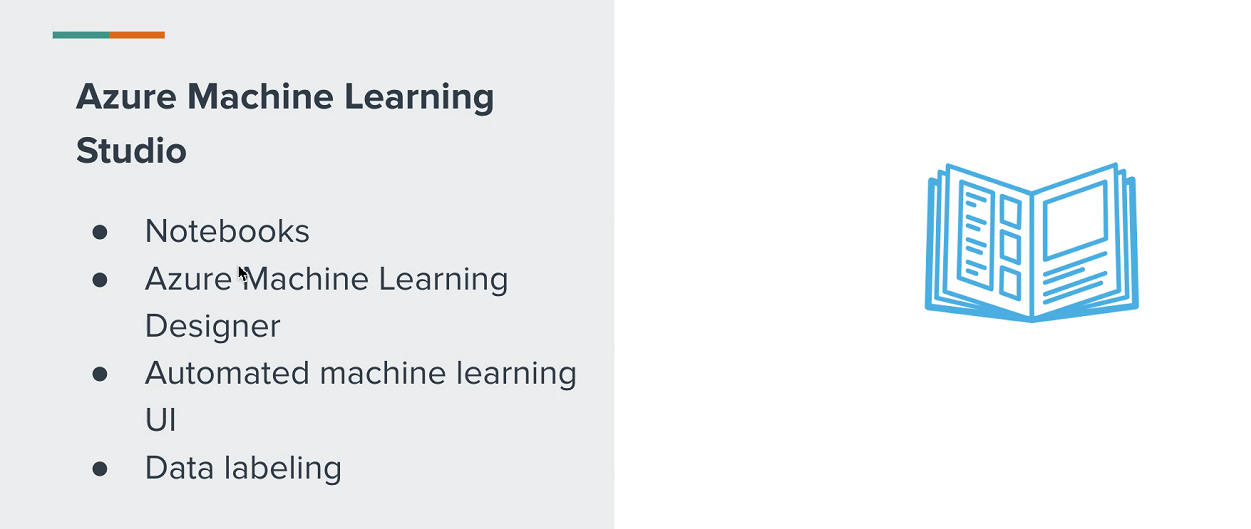 Azure Machine Learning
Studio
● Notebooks
● Azure Machine Learning
Designer
● Automated machine learning
UI
● Data labeling